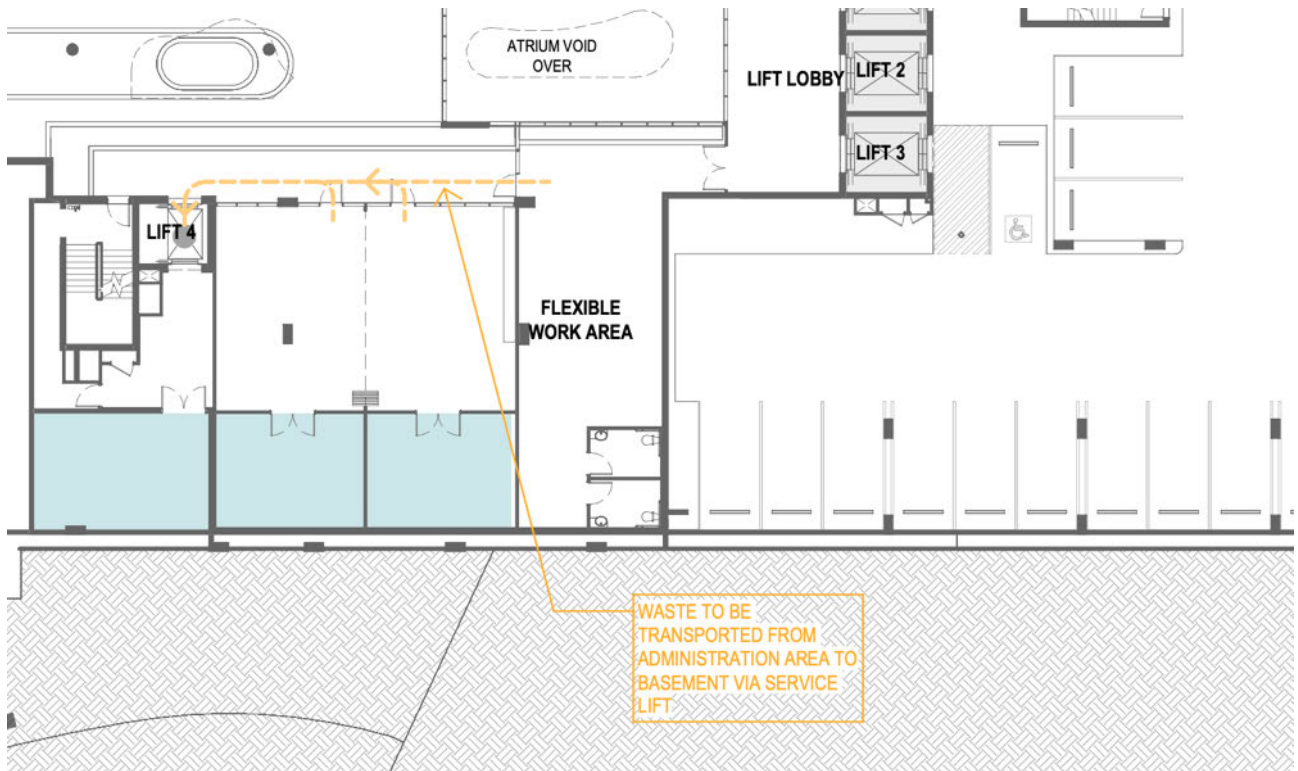 ATRIUM VOID
OVER
LIFT LOBBY
LIFT 2
LIFT 3
LIFT 4
FLEXIBLE
WORK AREA
WASTE TO BE
TRANSPORTED FROM
ADMINISTRATION AREA TO
BASEMENT VIA SERVICE
LIFT